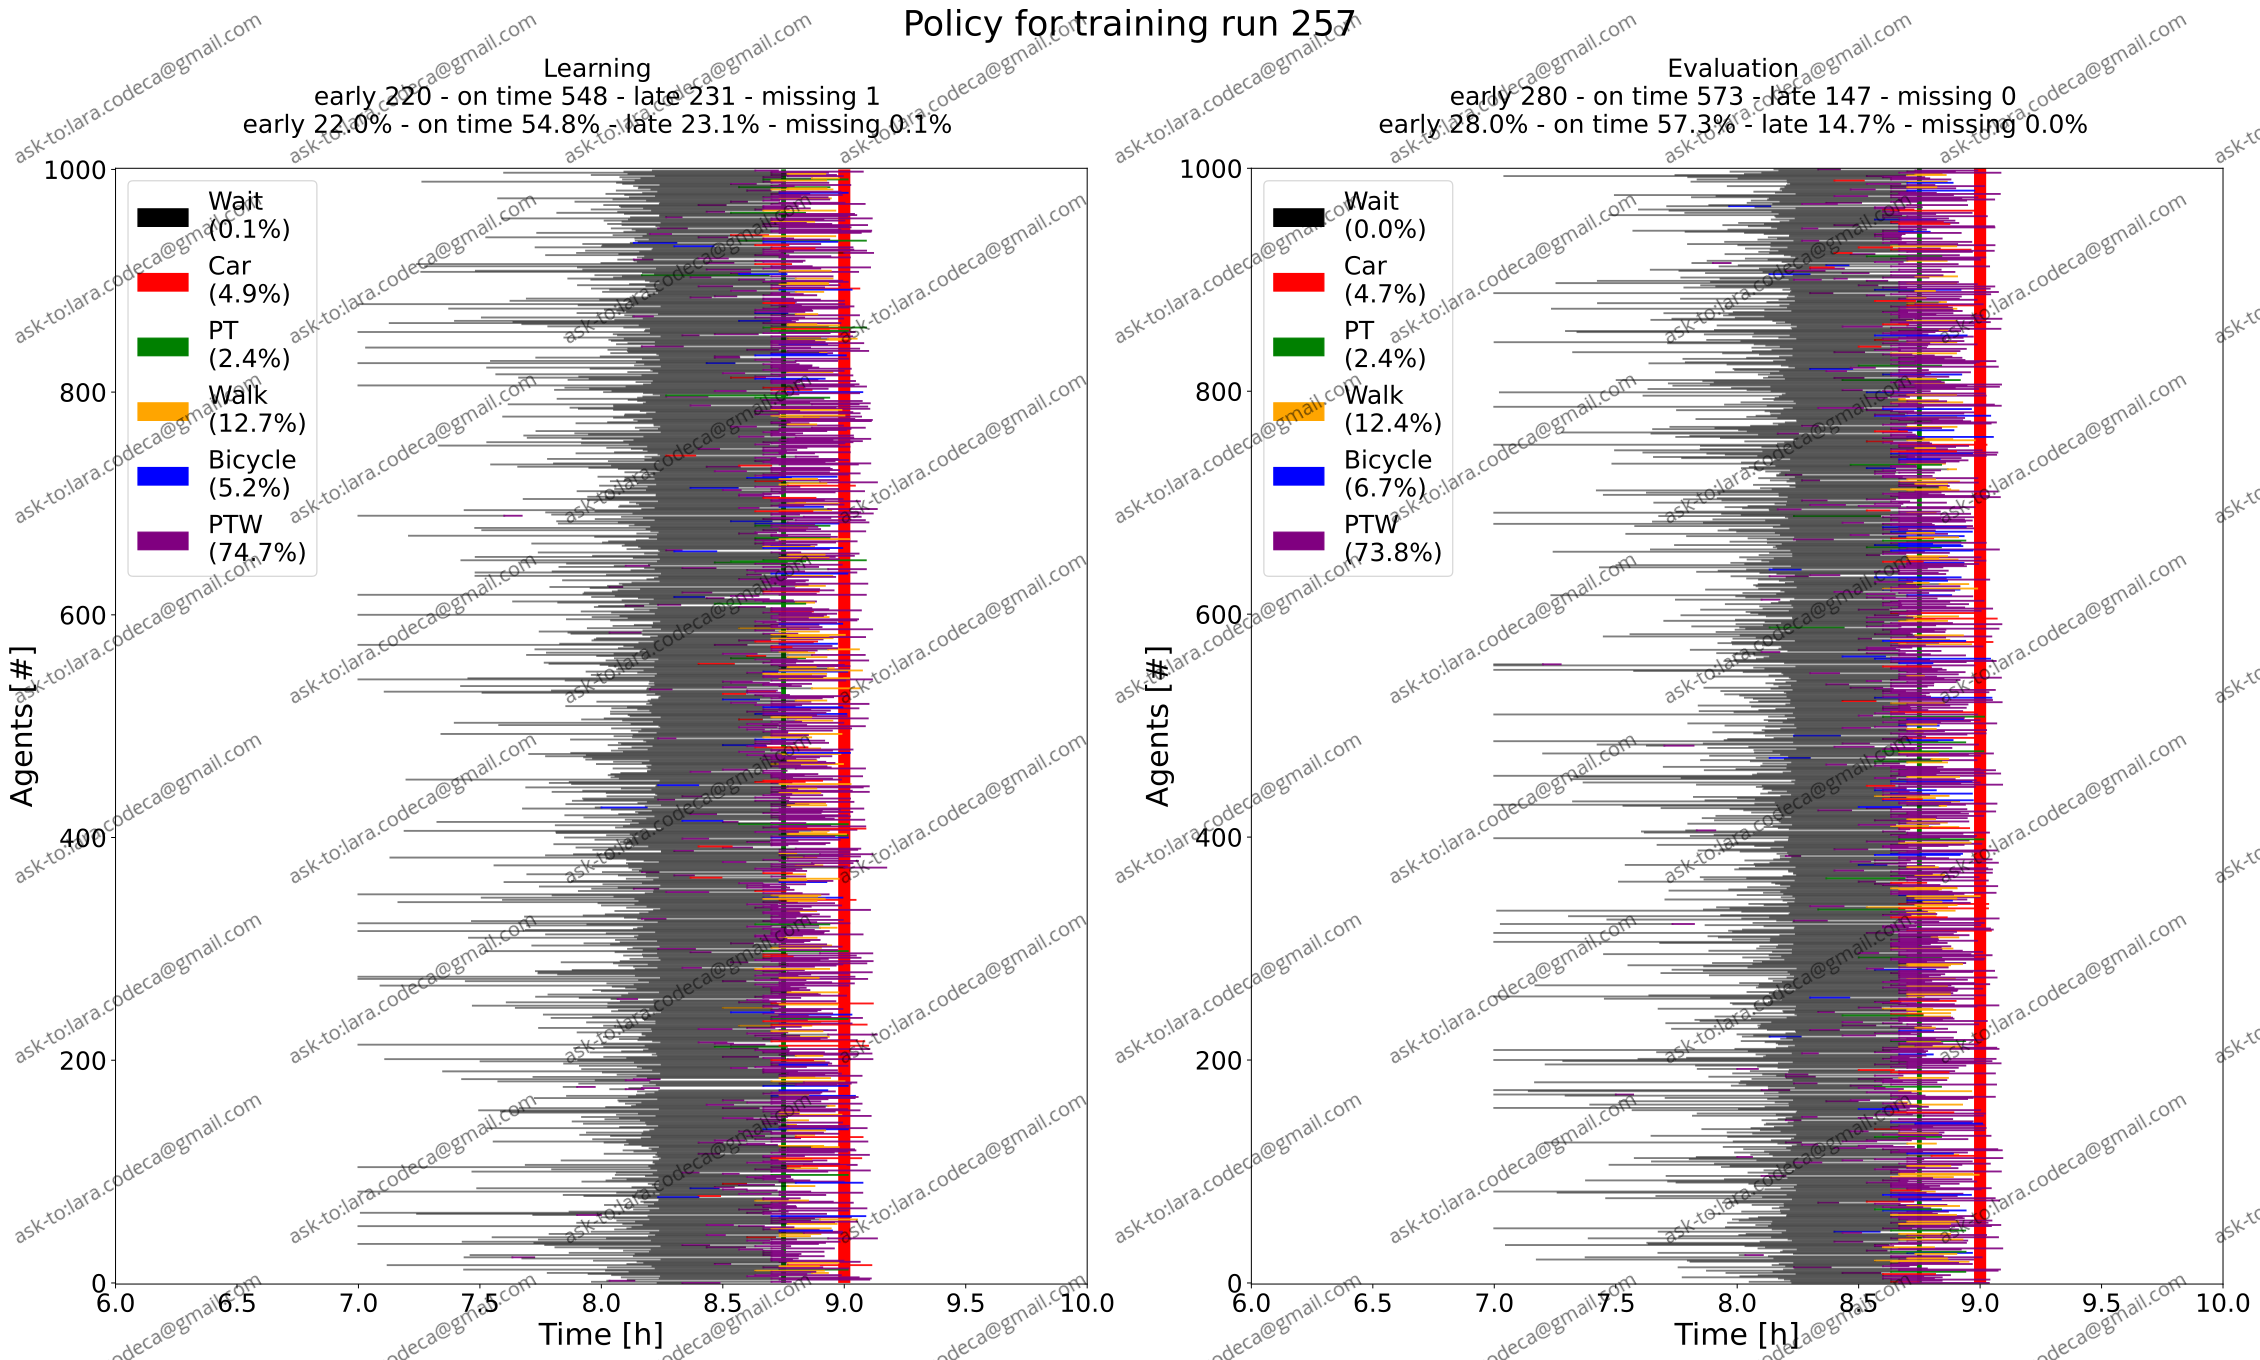 Policy for training run 257
Learning
early 220 - on time 548 - late 231 - missing 1
early 22.0% - on time 54.8% - late 23.1% - missing 0.1%
1000
800
600
400
200
0
Agents [#]
Wait
(0.1%)
Car
(4.9%)
PT
(2.4%)
Walk
(12.7%)
Bicycle
(5.2%)
PTW
(74.7%)
6.0 6.5 7.0 7.5 8.0 8.5 9.0 9.5 10.0
Time [h]
Evaluation
early 280 - on time 573 - late 147 - missing 0
early 28.0% - on time 57.3% - late 14.7% - missing 0.0%
1000
800
600
400
200
0
Agents [#]
Wait
(0.0%)
Car
(4.7%)
PT
(2.4%)
Walk
(12.4%)
Bicycle
(6.7%)
PTW
(73.8%)
6.0 6.5 7.0 7.5 8.0 8.5 9.0 9.5 10.0
Time [h]
ask-to:lara.codeca@gmail.com